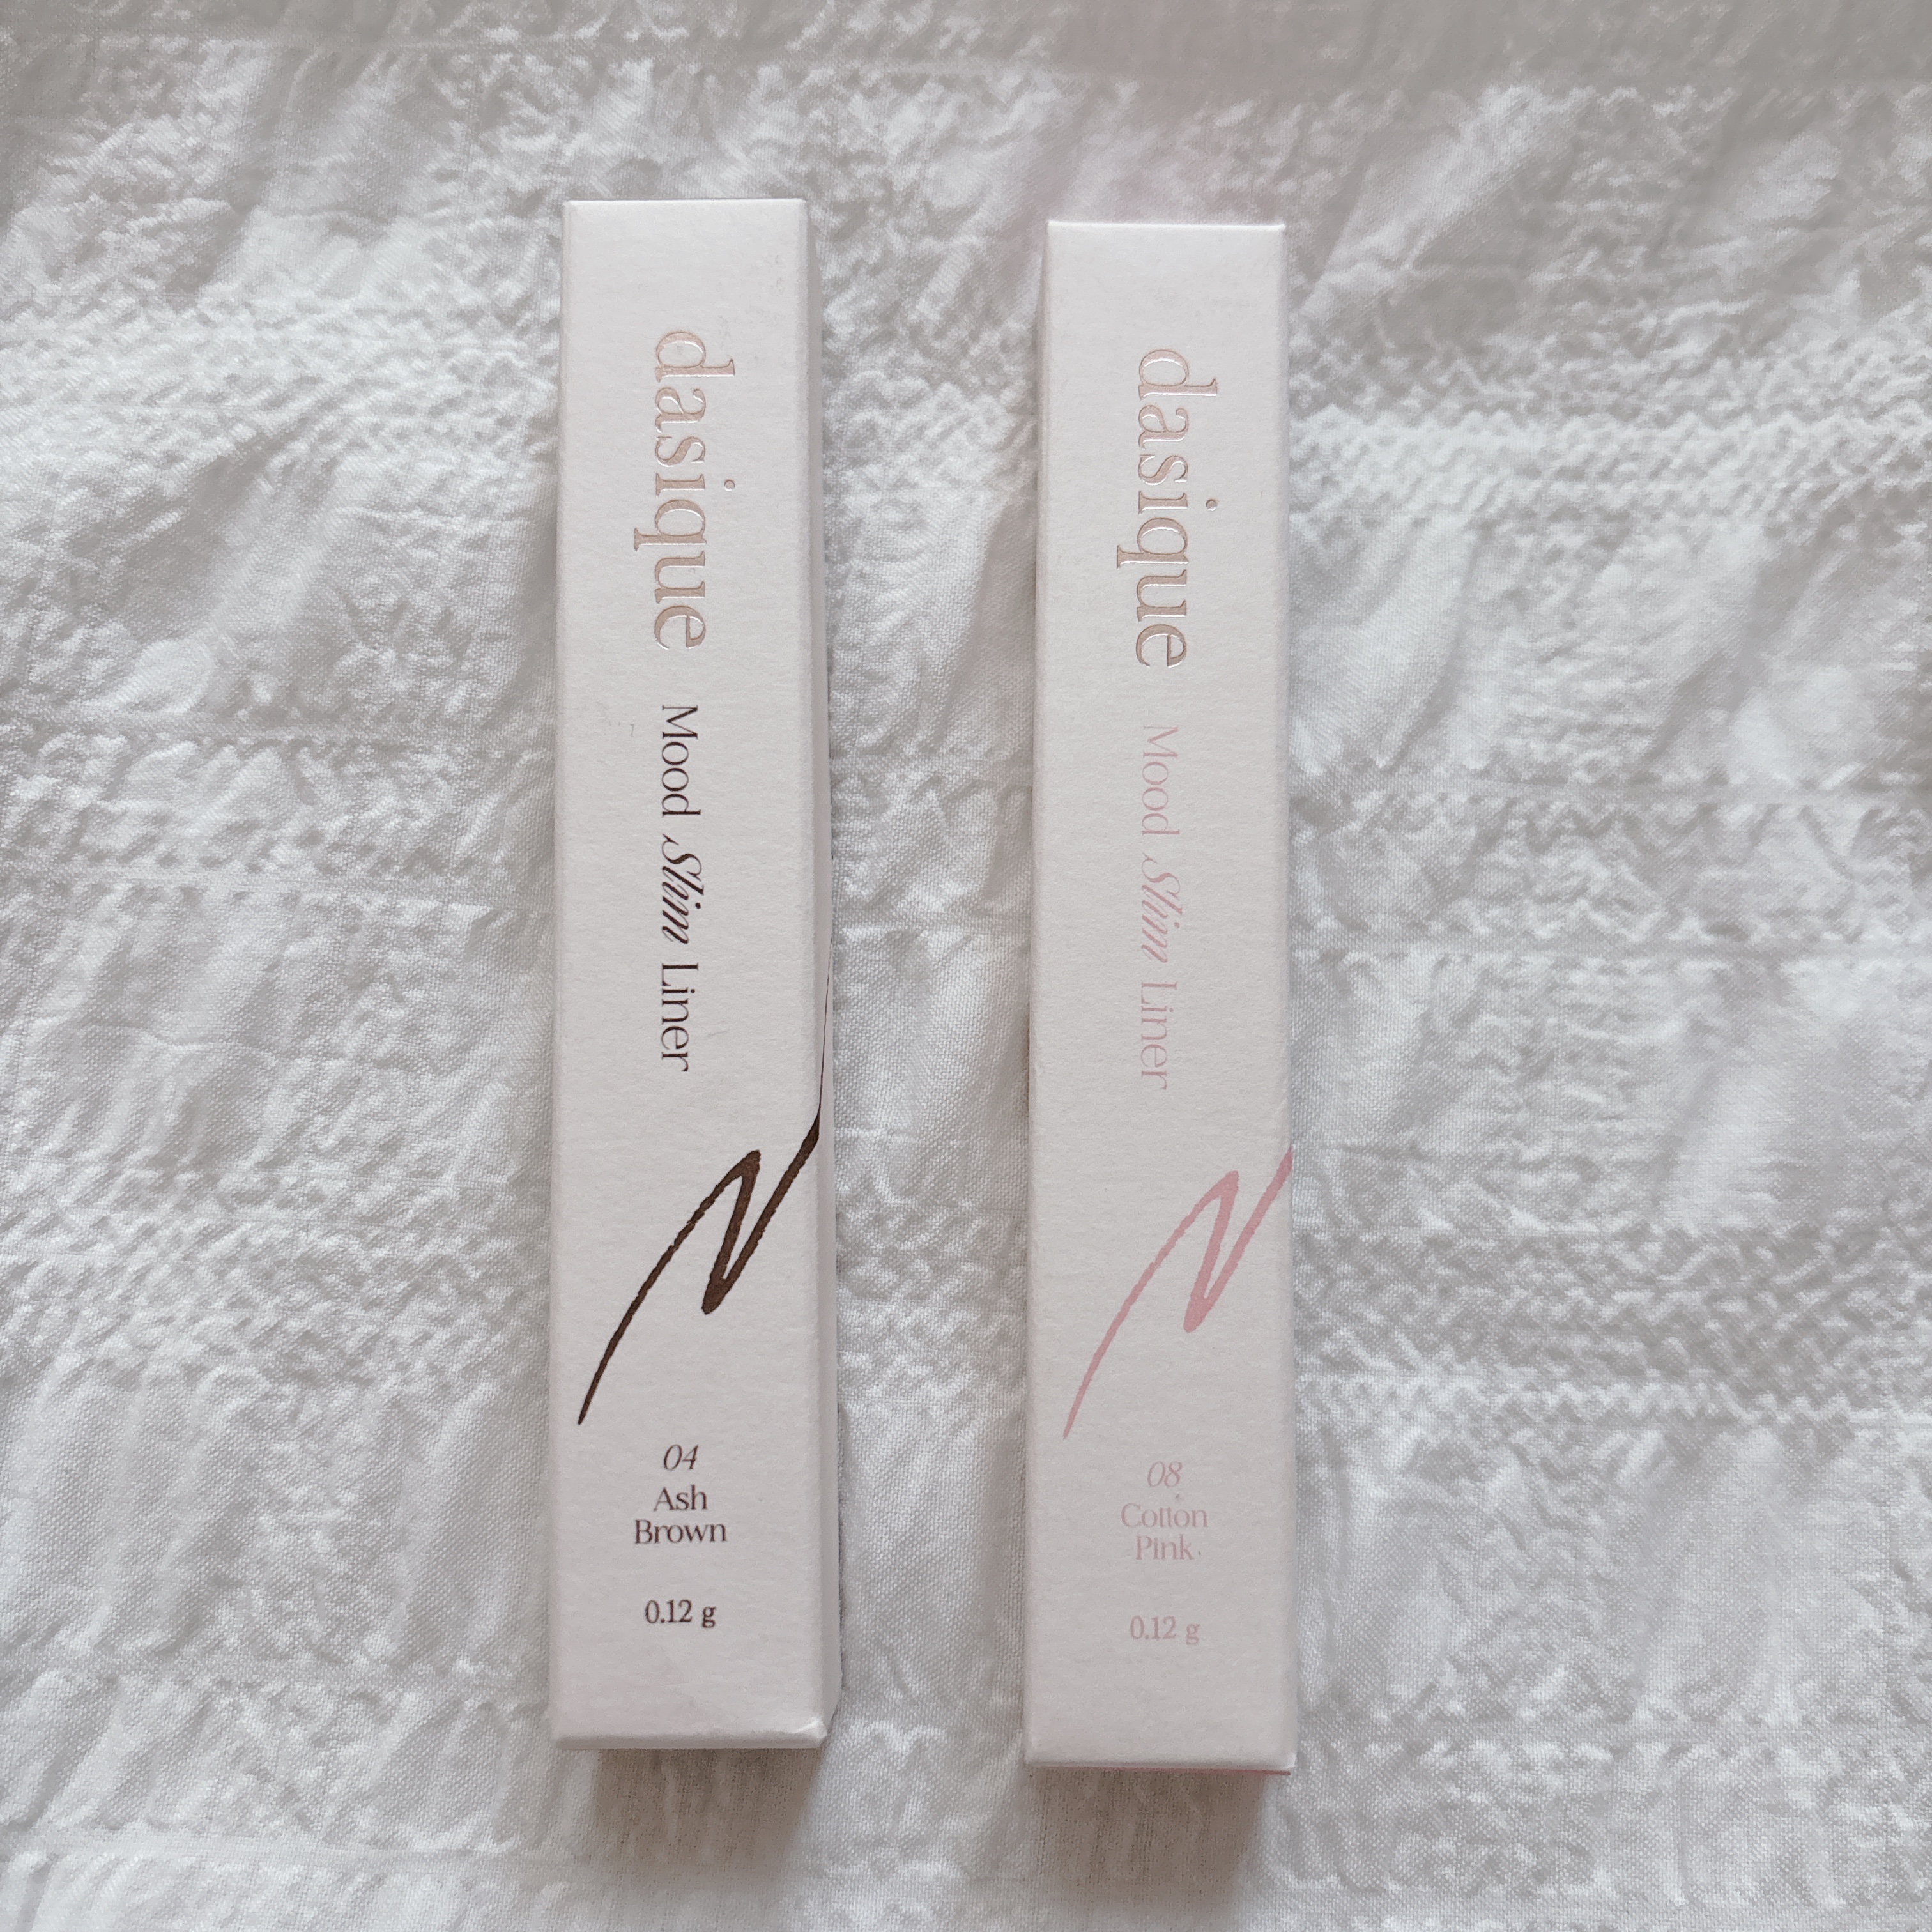 dasique Mood Slim Liner
04
Ash
Brown
0.12 g
dasique Mood Slim Liner
08
Cotton
Pink
0.12 g